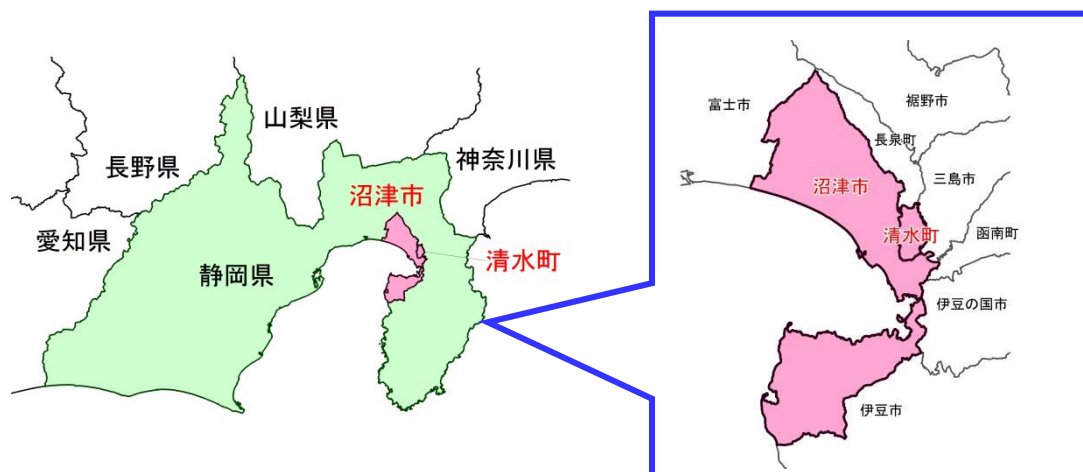 山梨県
長野県
神奈川県
沼津市
愛知県
清水町
静岡県
富士市
裾野市
長泉町
沼津市
三島市
清水町
函南町
伊豆の国市
伊豆市